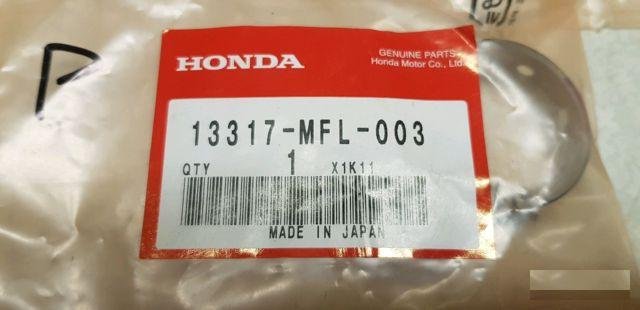 HONDA
GENUINE PARTS
Honda Motor Co., Ltd.
13317-MFL-003
QTY 1 X1K11
MADE IN JAPAN